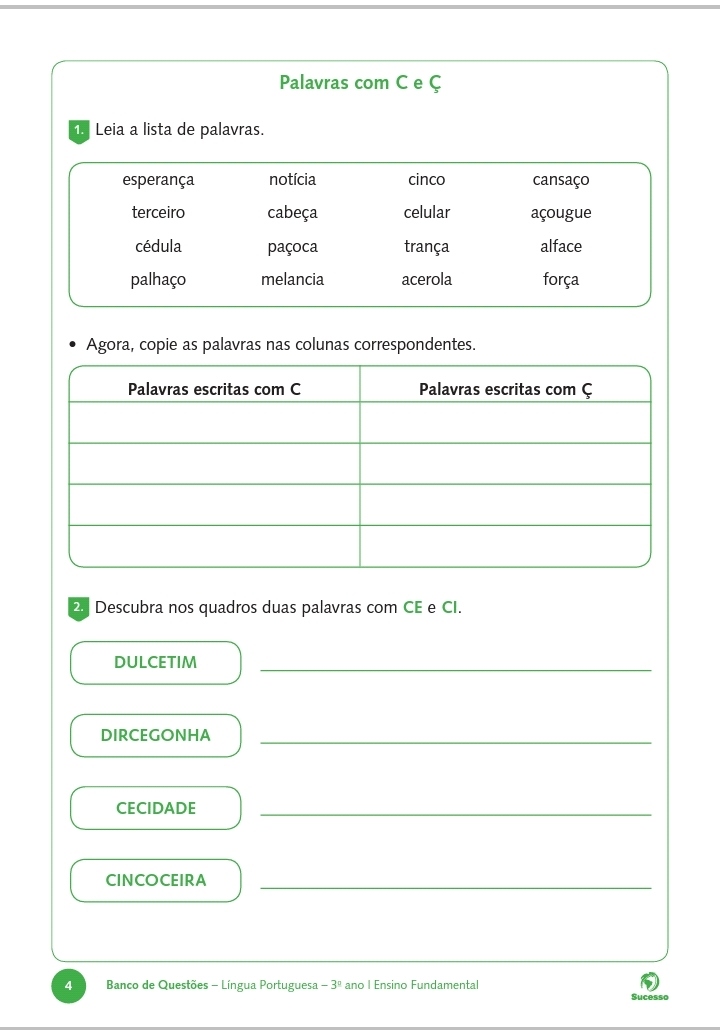 Palavras com C e Ç
1. Leia a lista de palavras.
esperança notícia cinco cansaço
terceiro cabeça celular açougue
cédula paçoca trança alface
palhaço melancia acerola força
• Agora, copie as palavras nas colunas correspondentes.
Palavras escritas com C Palavras escritas com Ç
2. Descubra nos quadros duas palavras com CE e CI.
DULCETIM
DIRCEGONHA
CECIDADE
CINCOCEIRA
4 Banco de Questões – Língua Portuguesa – 3º ano | Ensino Fundamental
Sucesso